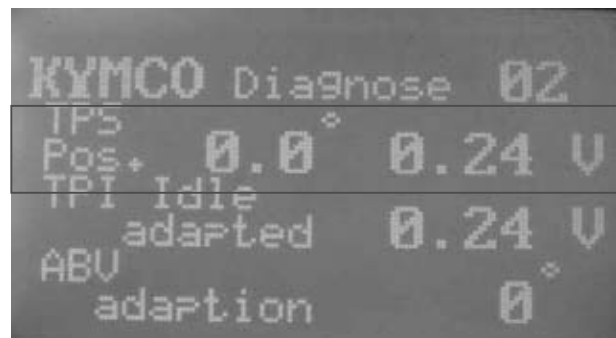 KYMCO Diagnose 02
TPS
Pos. 0.0° 0.24 V
TPI Idle
adapted 0.24 V
ABV
adaption 0°